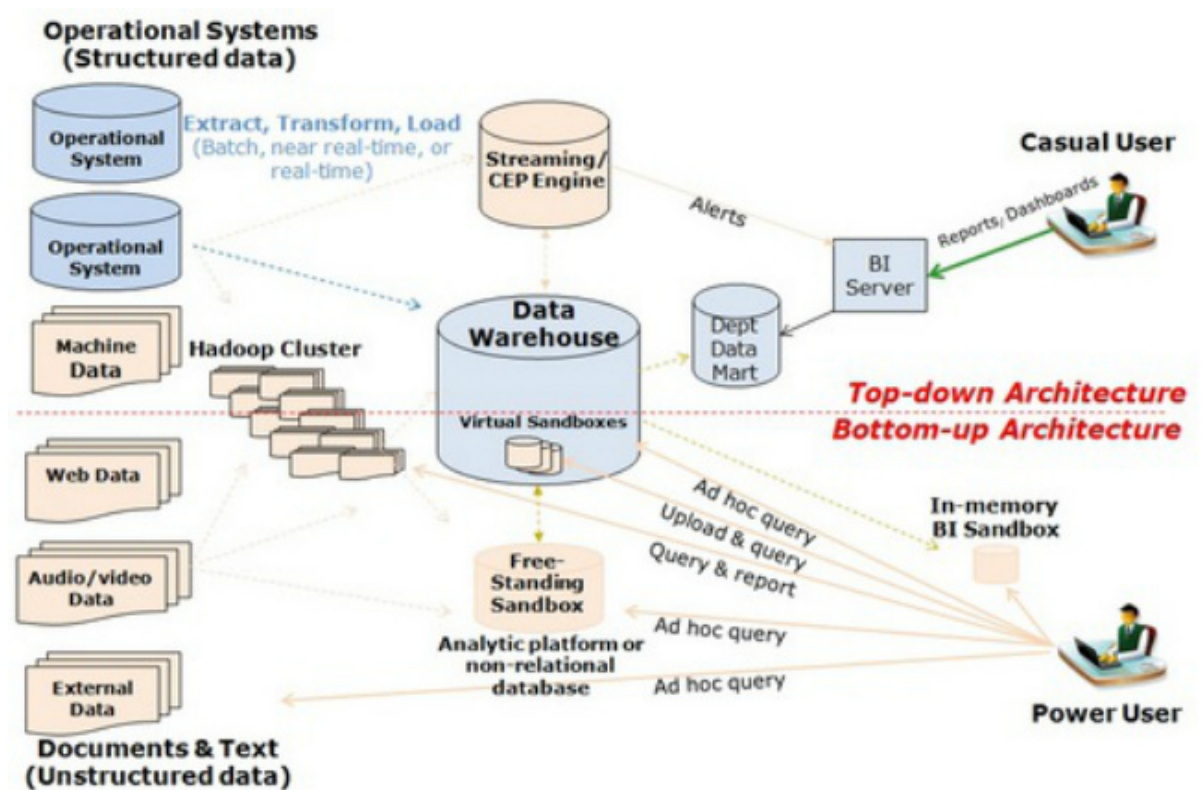 Operational Systems
(Structured data)
Operational
System
Extract, Transform, Load
(Batch, near real-time, or
real-time)
Streaming/
CEP Engine
Casual User
Alerts
Reports, Dashboards
Operational
System
BI
Server
Data
Warehouse
Dept
Data
Mart
Machine
Data
Hadoop Cluster
Top-down Architecture
Virtual Sandboxes
Bottom-up Architecture
Web Data
Ad hoc query
Upload & query
Query & report
In-memory
BI Sandbox
Audio/video
Data
Free-
Standing
Sandbox
Ad hoc query
Analytic platform or
non-relational
database
External
Data
Ad hoc query
Power User
Documents & Text
(Unstructured data)